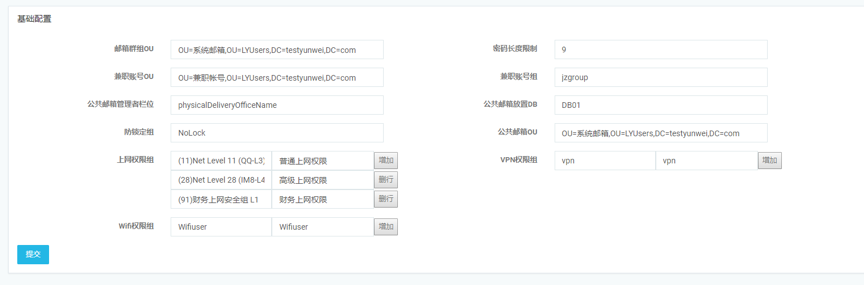 基础配置
邮箱群组OU OU=系统邮箱,OU=LYUsers,DC=testyunwei,DC=com 密码长度限制 9
兼职账号OU OU=兼职帐号,OU=LYUsers,DC=testyunwei,DC=com 兼职账号组 jzgroup
公共邮箱管理者栏位 physicalDeliveryOfficeName 公共邮箱放置DB DB01
防锁定组 NoLock 公共邮箱OU OU=系统邮箱,OU=LYUsers,DC=testyunwei,DC=com
上网权限组 (11)Net Level 11 (QQ-L3) 普通上网权限 增加 VPN权限组 vpn vpn 增加
(28)Net Level 28 (IM8-L4 高级上网权限 删行
(91)财务上网安全组 L1 财务上网权限 删行
Wifi权限组 Wifiuser Wifiuser 增加
提交